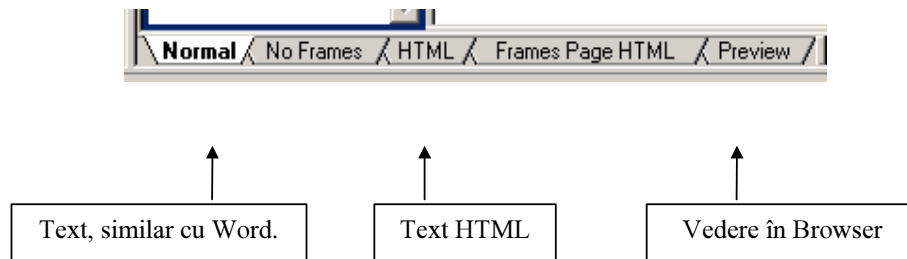 Normal No Frames HTML Frames Page HTML Preview
Text, similar cu Word. Text HTML Vedere în Browser